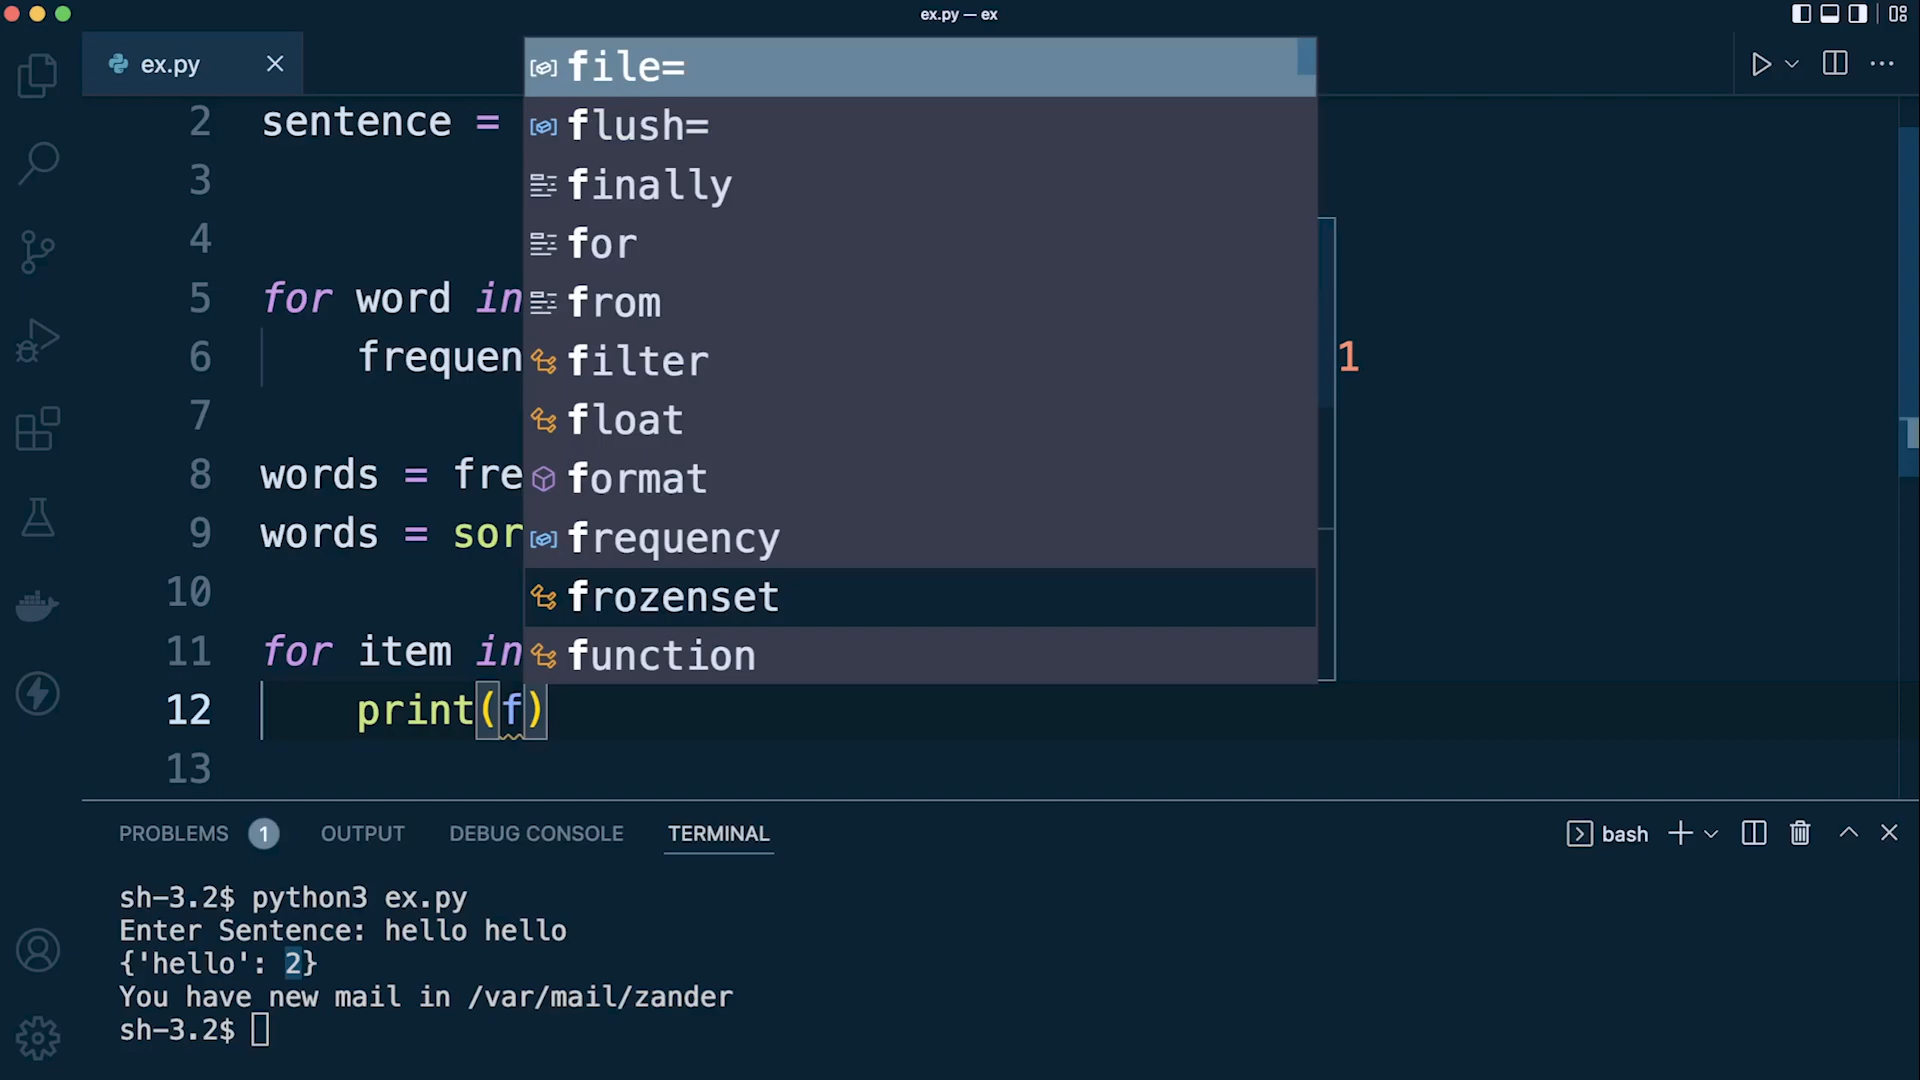 ex.py — ex
ex.py
2 sentence =
3
4
5 for word in
6 frequen 1
7
8 words = fre
9 words = sor
10
11 for item in
12 print(f)
13
file=
flush=
finally
for
from
filter
float
format
frequency
frozenset
function
PROBLEMS 1 OUTPUT DEBUG CONSOLE TERMINAL
bash
sh-3.2$ python3 ex.py
Enter Sentence: hello hello
{'hello': 2}
You have new mail in /var/mail/zander
sh-3.2$